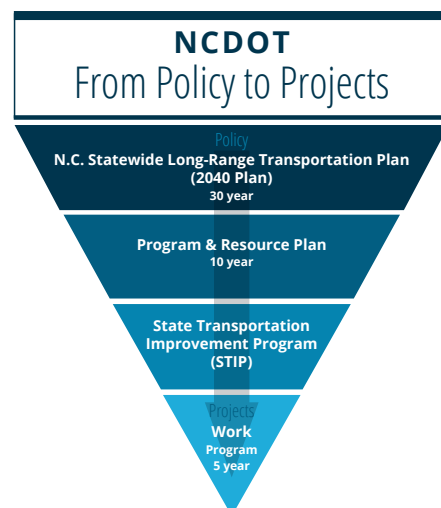 NCDOT
From Policy to Projects
Policy
N.C. Statewide Long-Range Transportation Plan
(2040 Plan)
30 year
Program & Resource Plan
10 year
State Transportation
Improvement Program
(STIP)
Projects
Work
Program
5 year